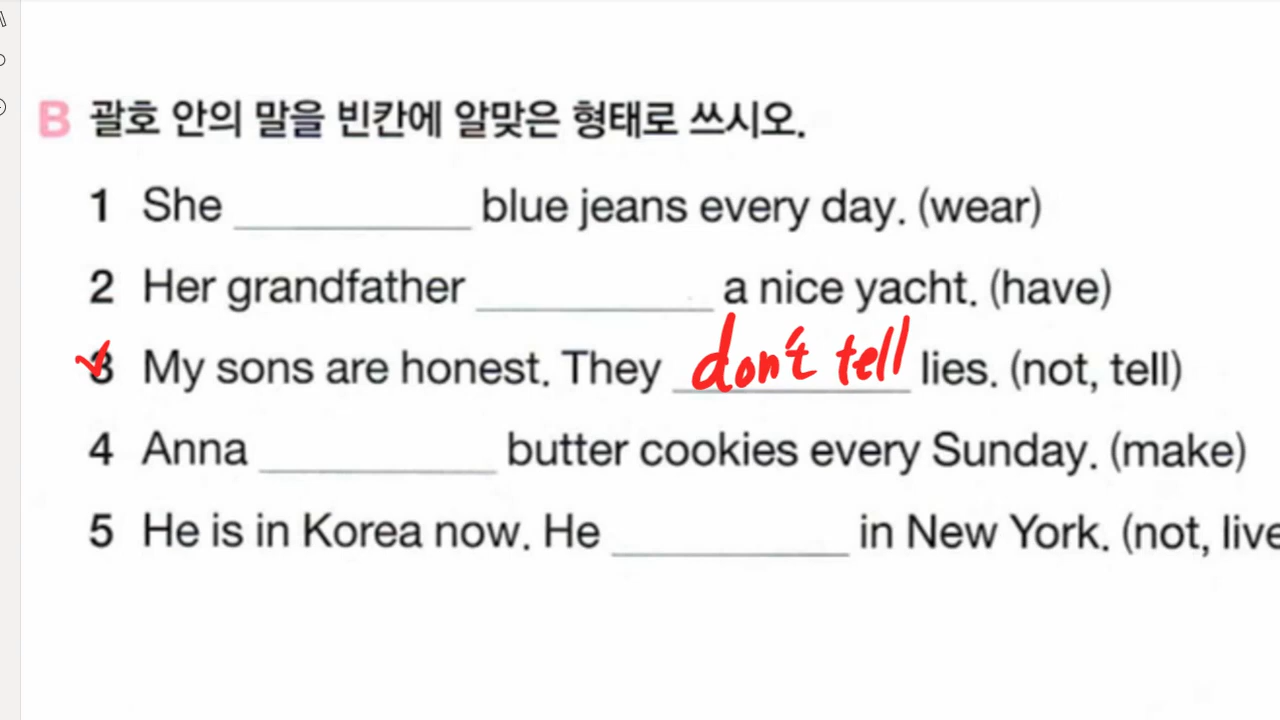 B 괄호 안의 말을 빈칸에 알맞은 형태로 쓰시오.
1 She __________ blue jeans every day. (wear)
2 Her grandfather __________ a nice yacht. (have)
3 My sons are honest. They don't tell lies. (not, tell)
4 Anna __________ butter cookies every Sunday. (make)
5 He is in Korea now. He __________ in New York. (not, live